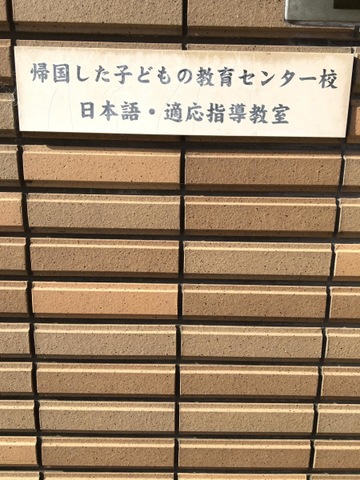 帰国した子どもの教育センター校
日本語・適応指導教室